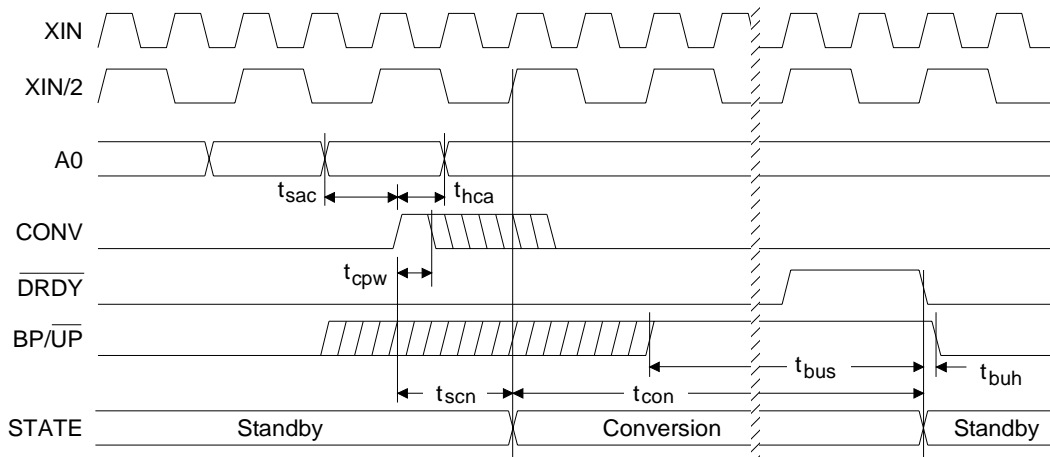 XIN
XIN/2
A0
tsac thca
CONV
tcpw
DRDY
BP/UP
tbus tbuh
tscn tcon
STATE Standby Conversion Standby